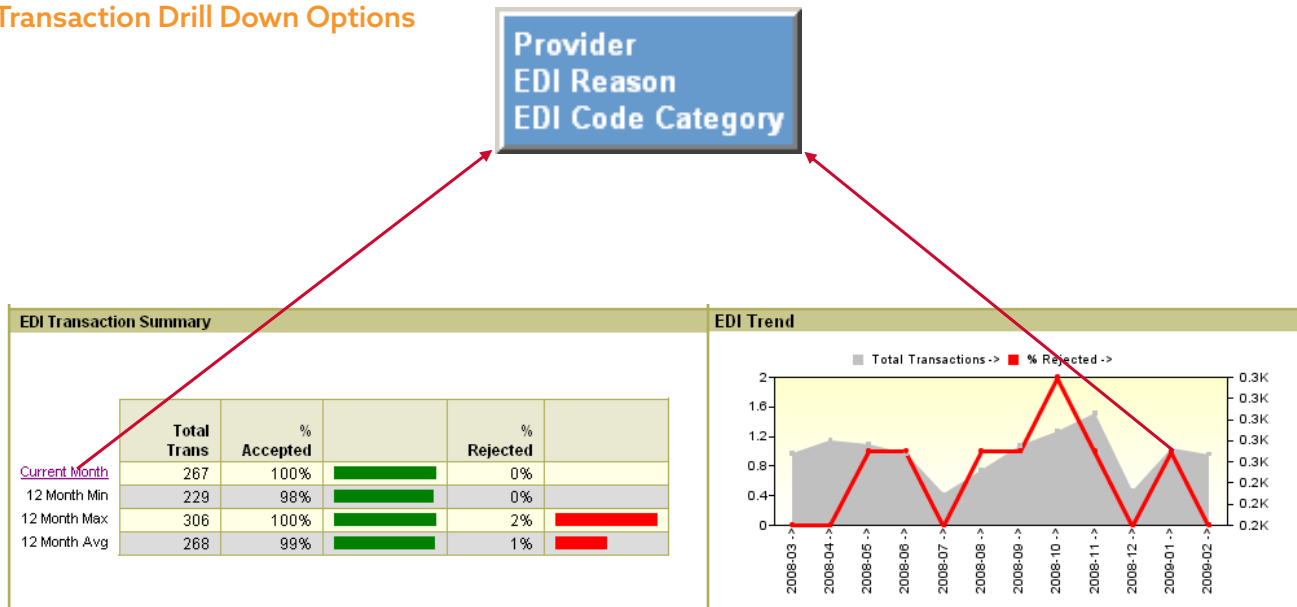 Transaction Drill Down Options
Provider
EDI Reason
EDI Code Category
EDI Transaction Summary
Total Trans % Accepted % Rejected
Current Month 267 100% 0%
12 Month Min 229 98% 0%
12 Month Max 306 100% 2%
12 Month Avg 268 99% 1%
EDI Trend
Total Transactions -> % Rejected ->
2
1.6
1.2
0.8
0.4
0
0.3K
0.3K
0.3K
0.3K
0.3K
0.2K
0.2K
0.2K
2008-03 ->
2008-04 ->
2008-05 ->
2008-06 ->
2008-07 ->
2008-08 ->
2008-09 ->
2008-10 ->
2008-11 ->
2008-12 ->
2009-01 ->
2009-02 ->